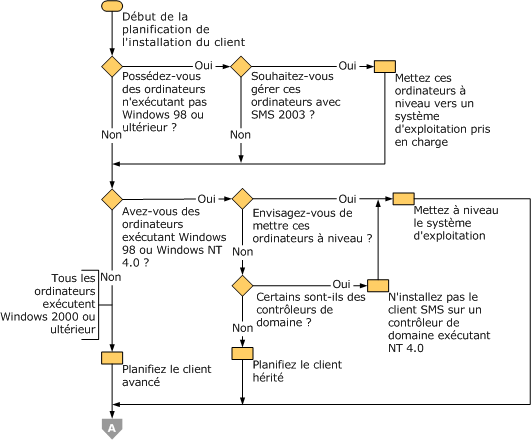 Début de la
planification de
l'installation du client
Oui
Oui
Possédez-vous
des ordinateurs
n'exécutant pas
Windows 98 ou
ultérieur ?
Souhaitez-vous
gérer ces
ordinateurs avec
SMS 2003 ?
Mettez ces
ordinateurs à
niveau vers un
système
d'exploitation pris
en charge
Non
Non
Oui
Oui
Avez-vous des
ordinateurs
exécutant Windows
98 ou Windows NT
4.0 ?
Envisagez-vous de
mettre ces
ordinateurs à niveau ?
Mettez à niveau
le système
d'exploitation
Non
Non
Tous les
ordinateurs
exécutent
Windows 2000 ou
ultérieur
Oui
Certains sont-ils des
contrôleurs de
domaine ?
N'installez pas le
client SMS sur un
contrôleur de
domaine exécutant
NT 4.0
Non
Planifiez le client
avancé
Planifiez le client
hérité
A